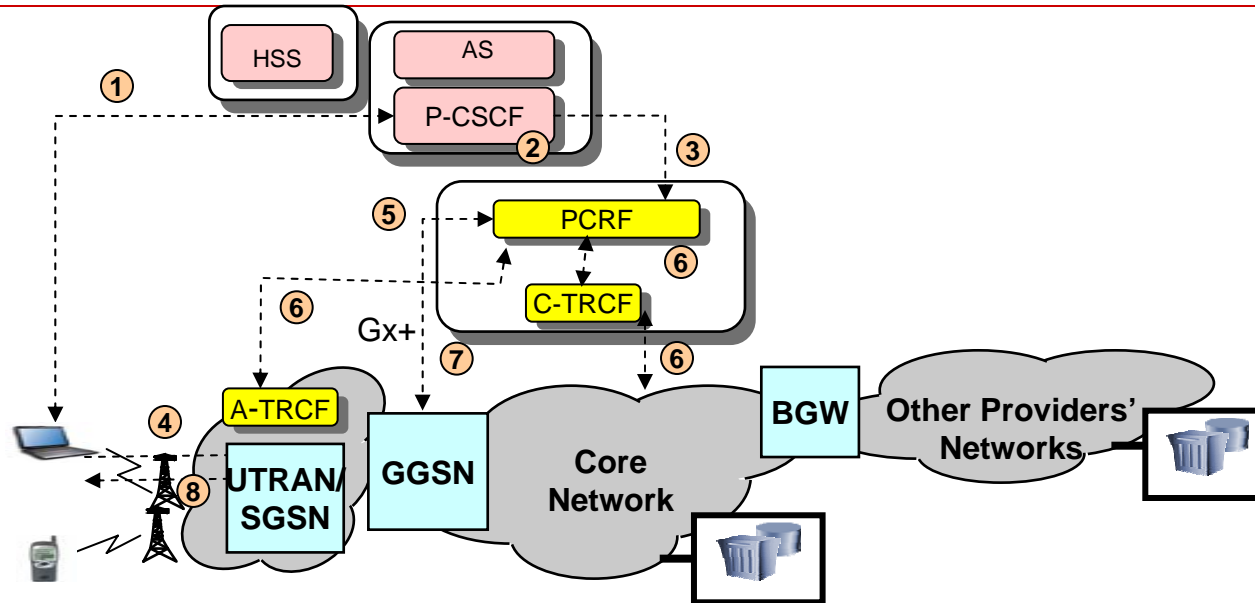 HSS
AS
1
P-CSCF
2
3
5
PCRF
6
6
C-TRCF
Gx+
7
6
A-TRCF
4
BGW
Other Providers’
Networks
UTRAN/
SGSN
GGSN
Core
Network
8